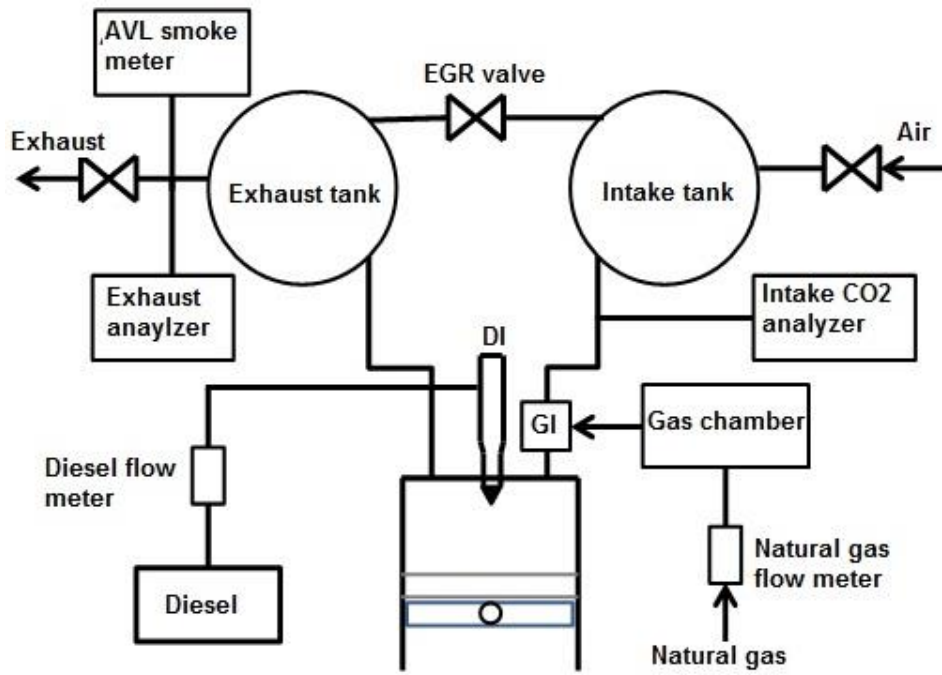 ,AVL smoke
meter
EGR valve
Exhaust
Air
Exhaust tank
Intake tank
Exhaust
anaylzer
Intake CO2
analyzer
DI
GI
Gas chamber
Diesel flow
meter
Natural gas
flow meter
Diesel
Natural gas